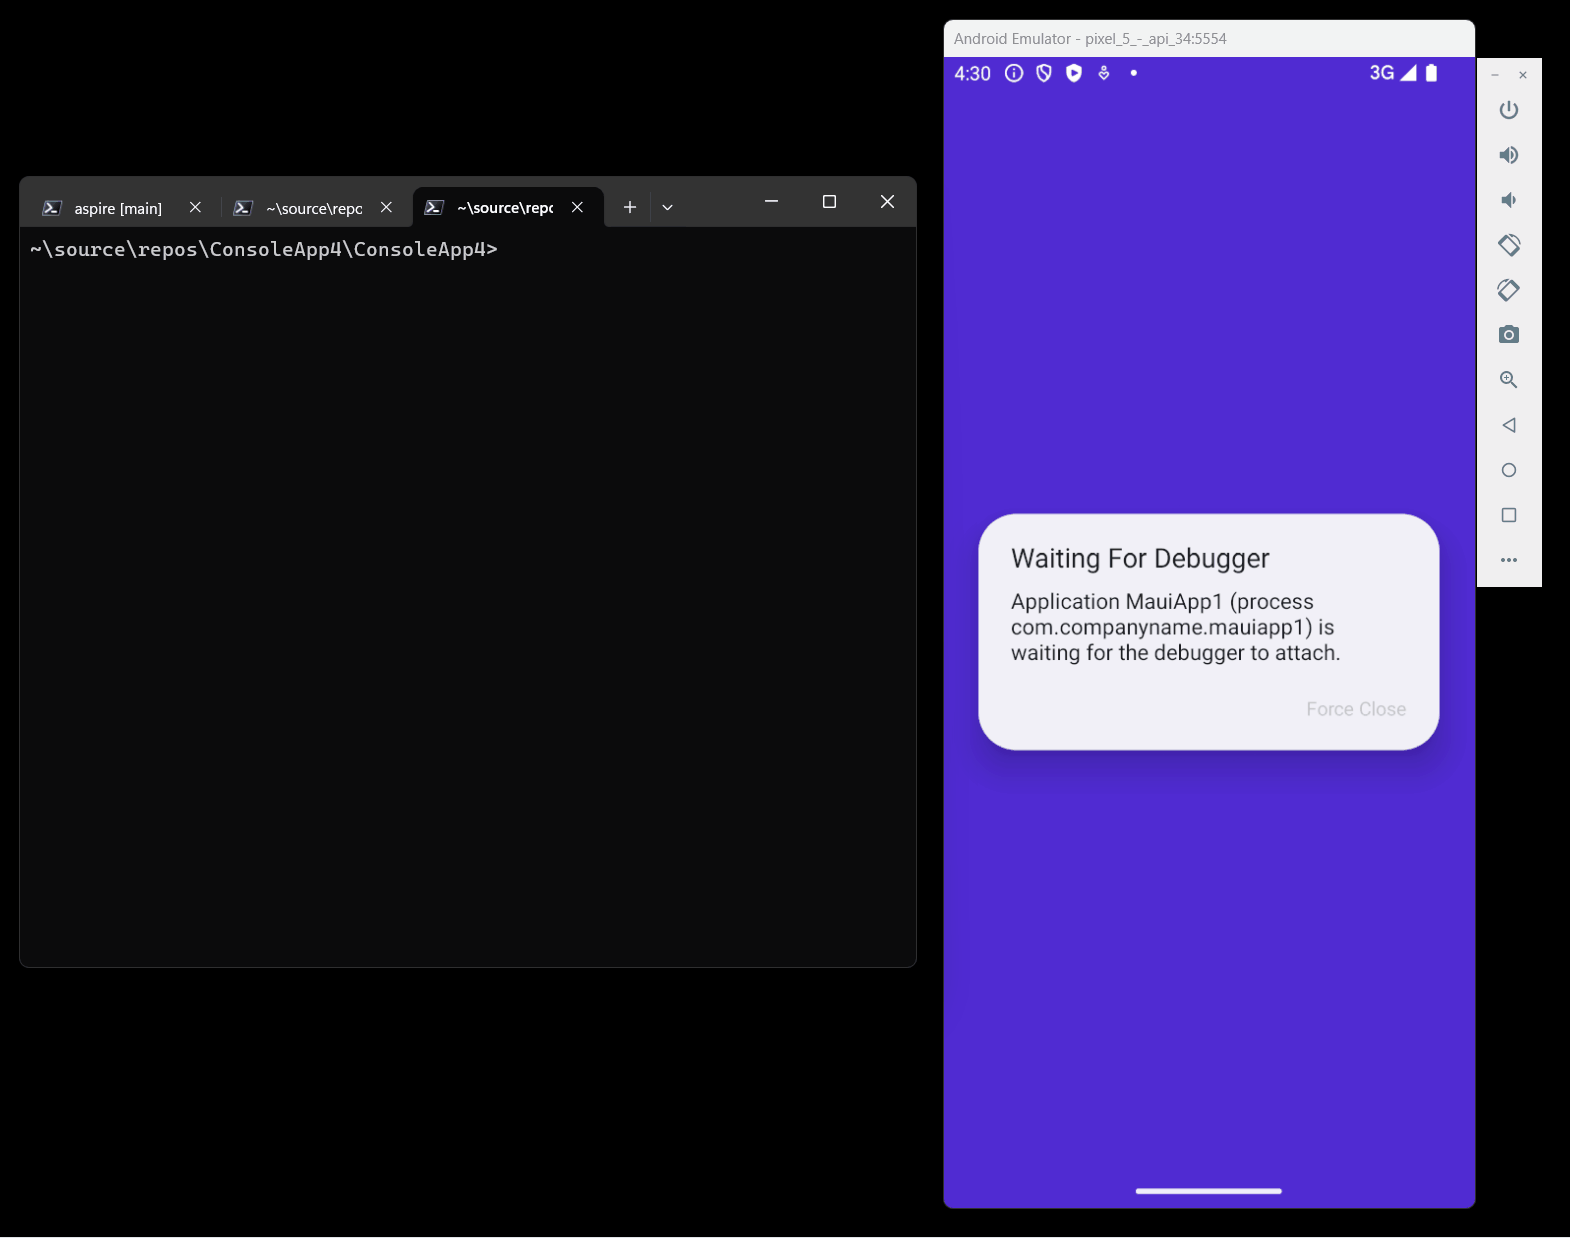 Android Emulator - pixel_5_-_api_34:5554
4:30
3G
aspire [main]
~\source\repo
~\source\repo
~\source\repos\ConsoleApp4\ConsoleApp4>
Waiting For Debugger
Application MauiApp1 (process
com.companyname.mauiapp1) is
waiting for the debugger to attach.
Force Close